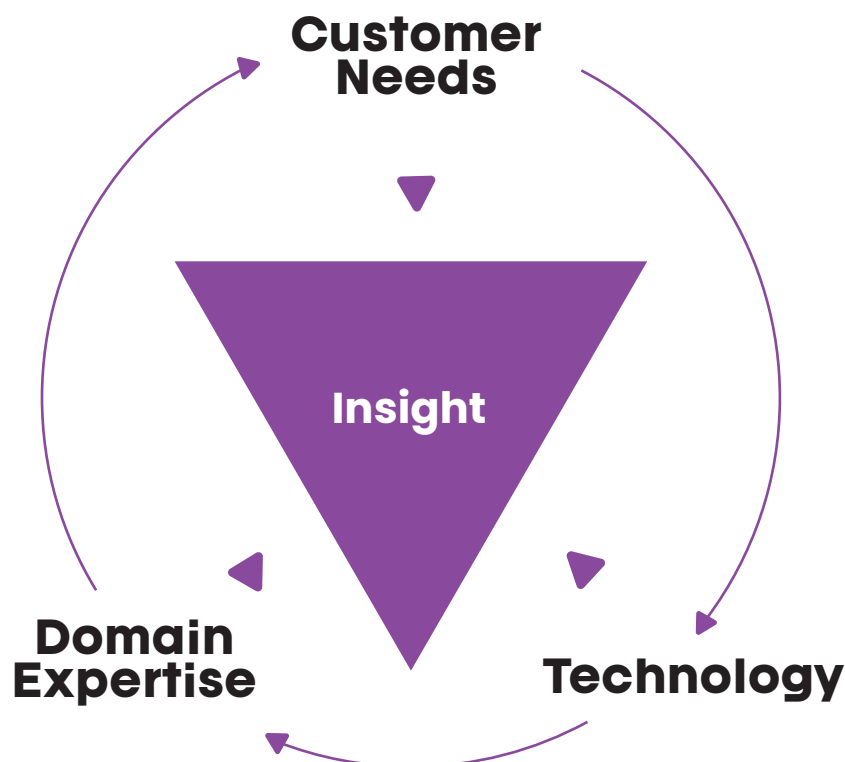 Customer
Needs
Insight
Domain
Expertise
Technology